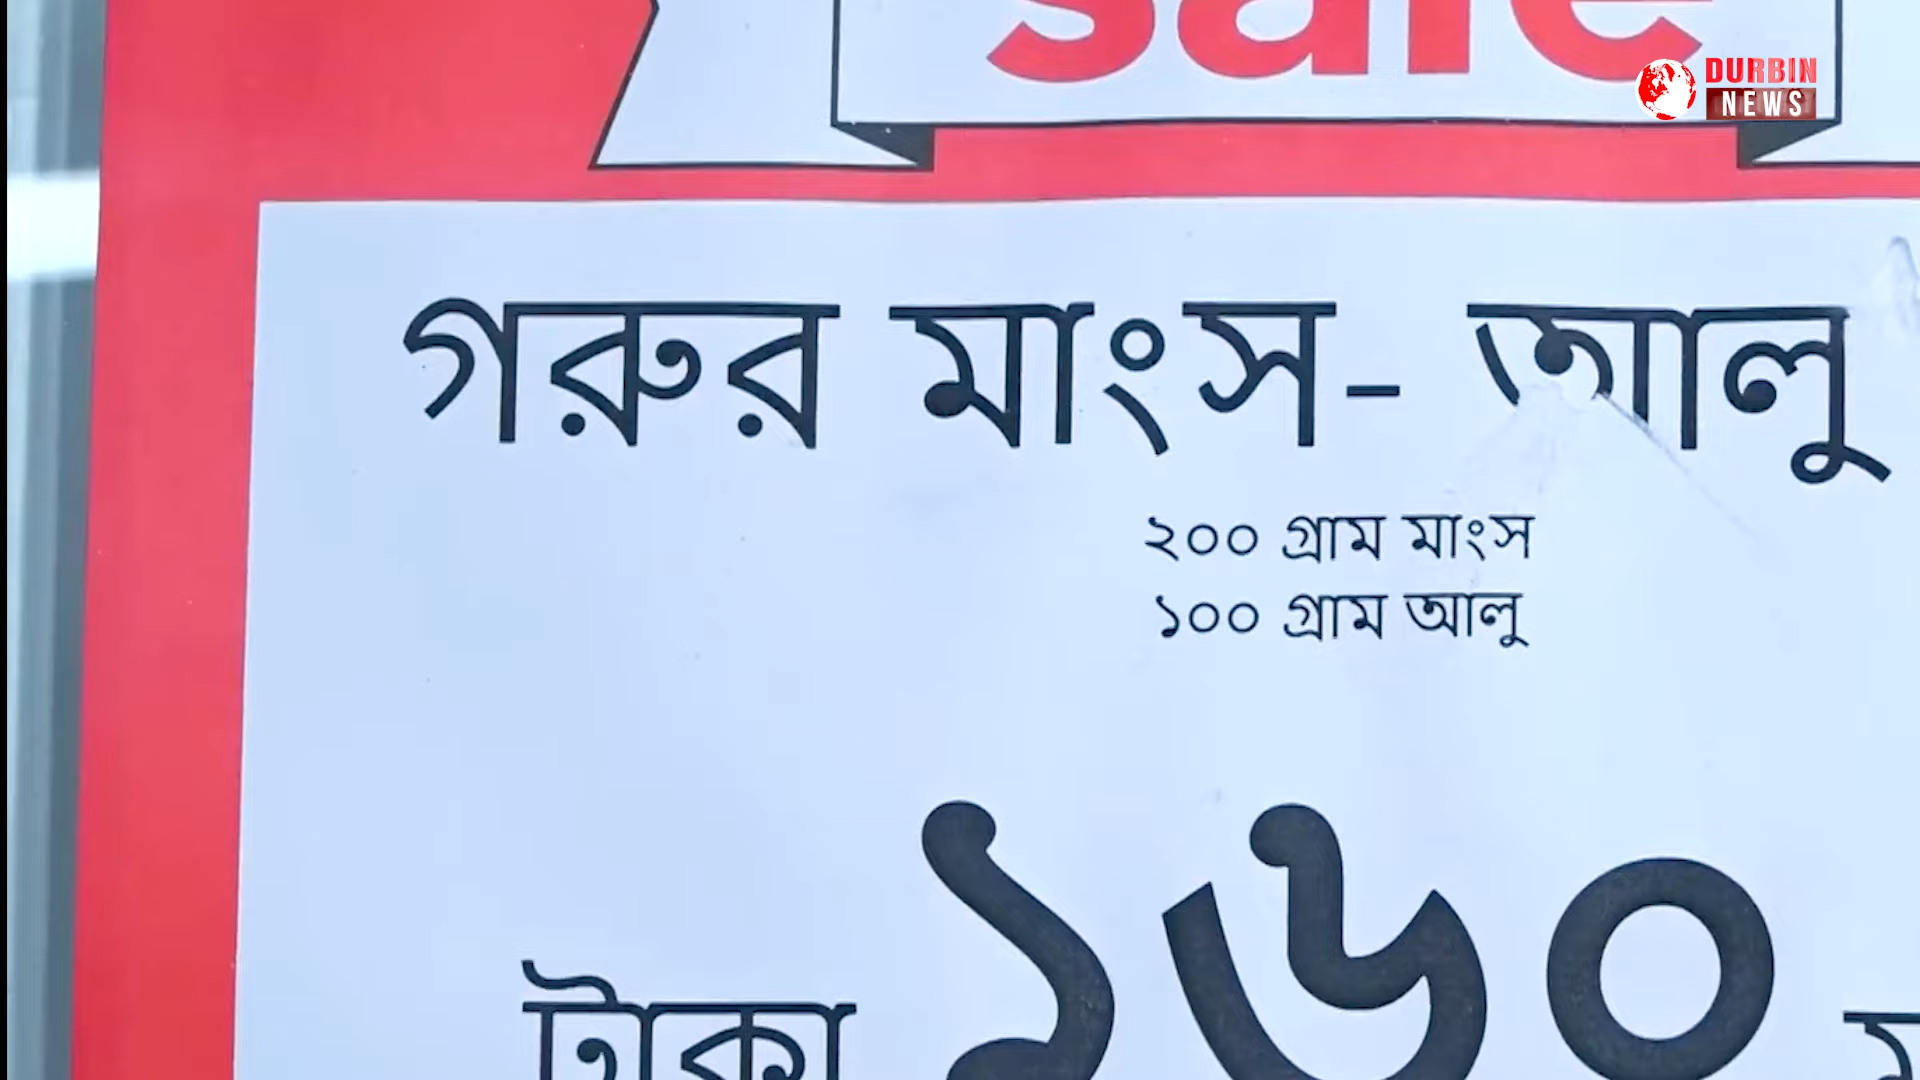 sale
DURBIN
NEWS
গরুর মাংস- আলু
২০০ গ্রাম মাংস
১০০ গ্রাম আলু
টাকা ১৬০